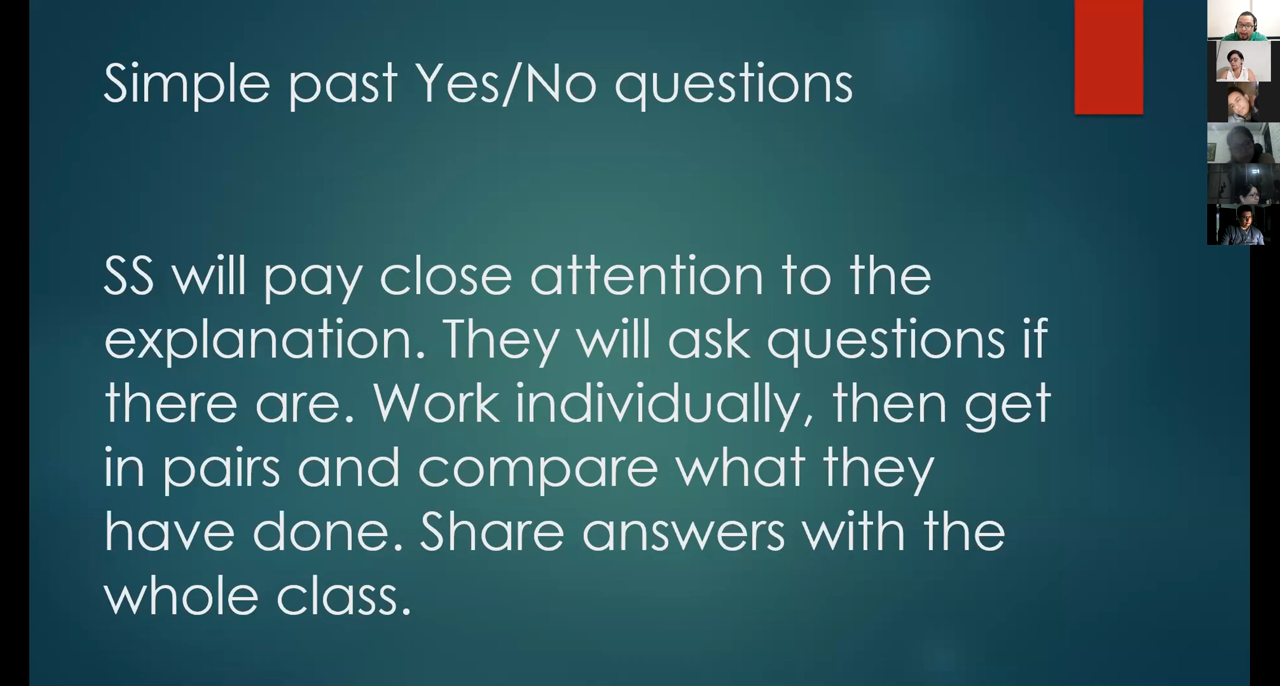 Simple past Yes/No questions
SS will pay close attention to the
explanation. They will ask questions if
there are. Work individually, then get
in pairs and compare what they
have done. Share answers with the
whole class.